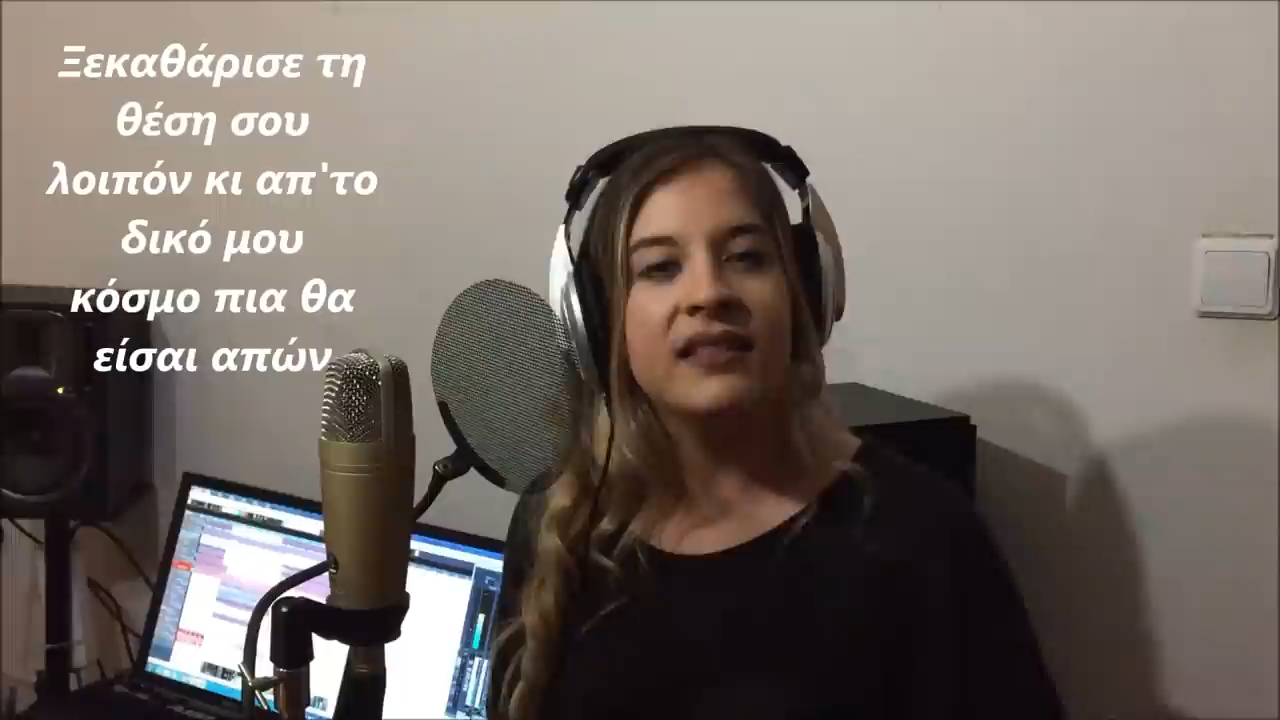 Ξεκαθάρισε τη
θέση σου
λοιπόν κι απ'το
δικό μου
κόσμο πια θα
είσαι απών